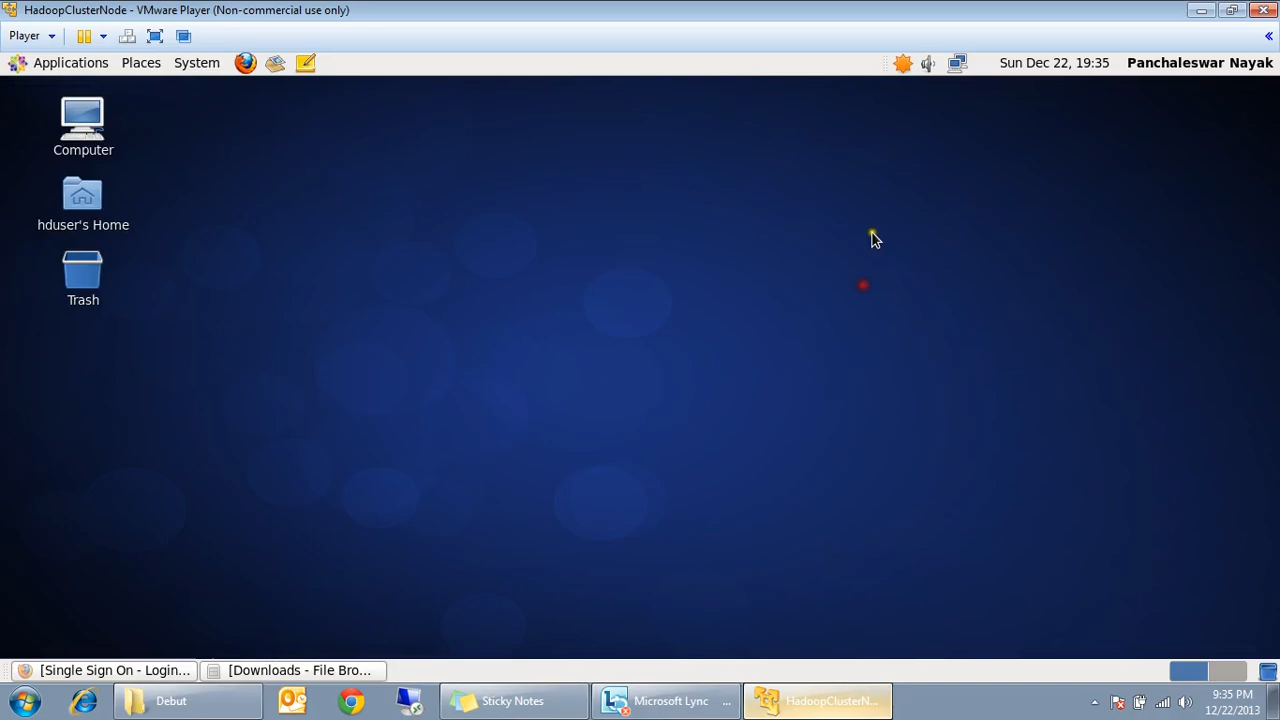 HadoopClusterNode - VMware Player (Non-commercial use only)
Player
Applications Places System
Sun Dec 22, 19:35 Panchaleswar Nayak
Computer
hduser's Home
Trash
[Single Sign On - Login...
[Downloads - File Bro...
Debut
Sticky Notes
Microsoft Lync ...
HadoopClusterN...
9:35 PM
12/22/2013